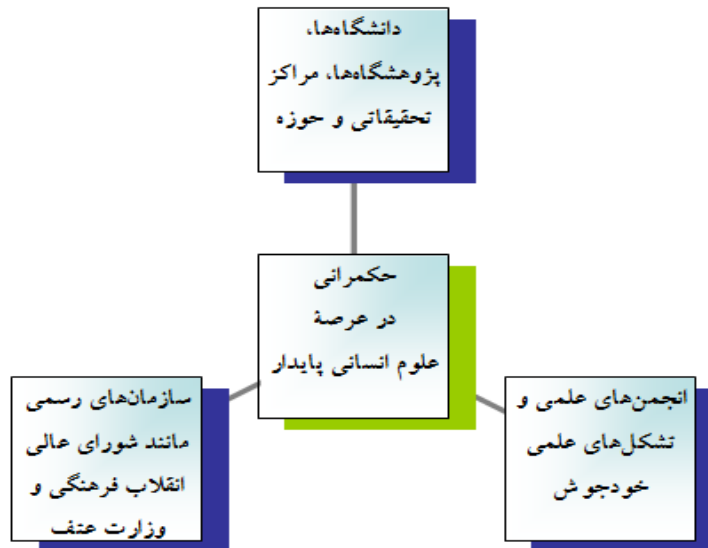 دانشگاه‌ها،
پژوهشگاه‌ها، مراکز
تحقیقاتی و حوزه
حکمرانی
در عرصهٔ
علوم انسانی پایدار
انجمن‌های علمی و
تشکل‌های علمی
خودجوش
سازمان‌های رسمی
مانند شورای عالی
انقلاب فرهنگی و
وزارت عتف